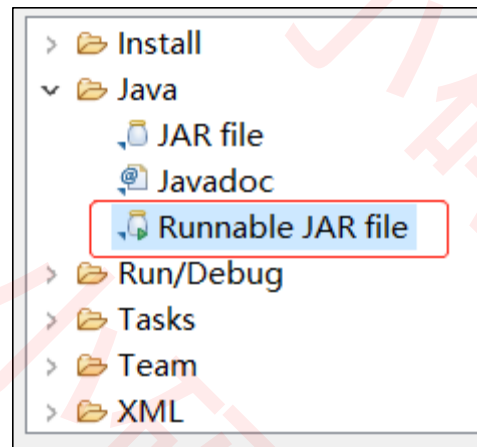 Install
Java
JAR file
Javadoc
Runnable JAR file
Run/Debug
Tasks
Team
XML